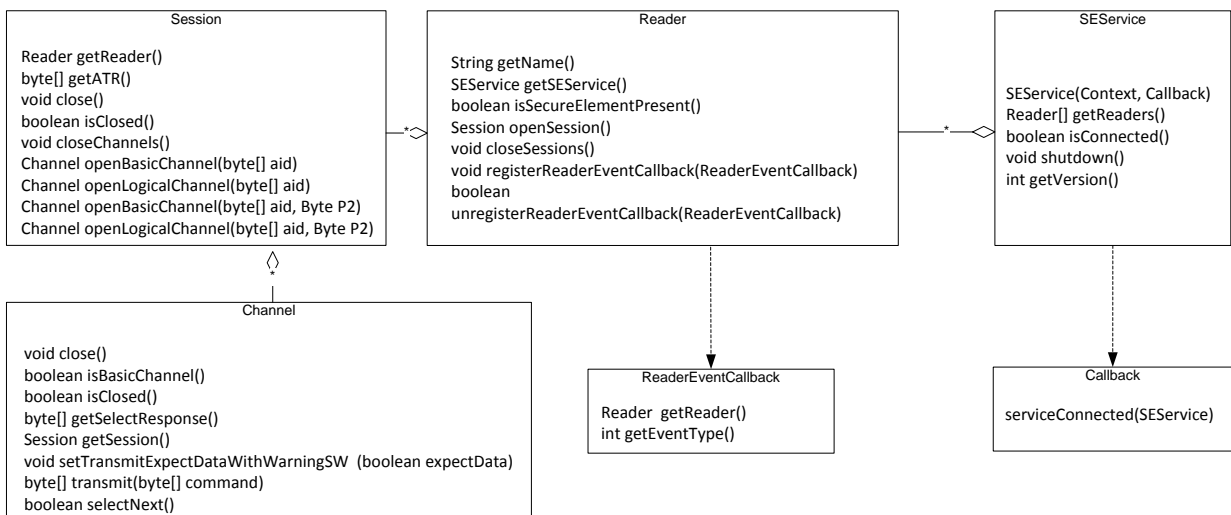 Session
Reader getReader()
byte[] getATR()
void close()
boolean isClosed()
void closeChannels()
Channel openBasicChannel(byte[] aid)
Channel openLogicalChannel(byte[] aid)
Channel openBasicChannel(byte[] aid, Byte P2)
Channel openLogicalChannel(byte[] aid, Byte P2)
*
Reader
String getName()
SEService getSEService()
boolean isSecureElementPresent()
Session openSession()
void closeSessions()
void registerReaderEventCallback(ReaderEventCallback)
boolean
unregisterReaderEventCallback(ReaderEventCallback)
*
SEService
SEService(Context, Callback)
Reader[] getReaders()
boolean isConnected()
void shutdown()
int getVersion()
*
Channel
void close()
boolean isBasicChannel()
boolean isClosed()
byte[] getSelectResponse()
Session getSession()
void setTransmitExpectDataWithWarningSW (boolean expectData)
byte[] transmit(byte[] command)
boolean selectNext()
ReaderEventCallback
Reader getReader()
int getEventType()
Callback
serviceConnected(SEService)